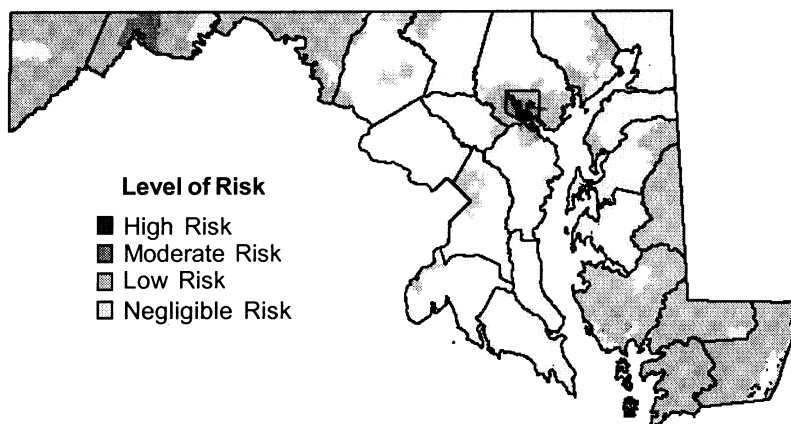 Level of Risk
High Risk
Moderate Risk
Low Risk
Negligible Risk